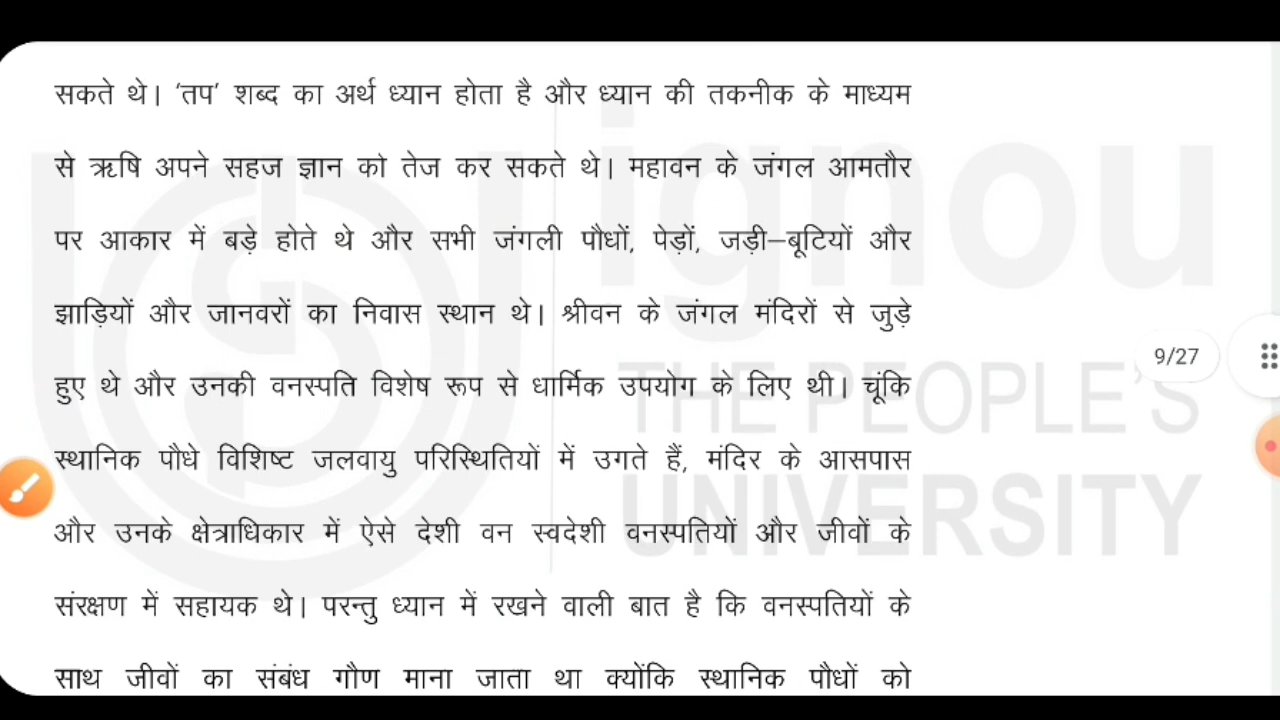 सकते थे। 'तप' शब्द का अर्थ ध्यान होता है और ध्यान की तकनीक के माध्यम
से ऋषि अपने सहज ज्ञान को तेज कर सकते थे। महावन के जंगल आमतौर
पर आकार में बड़े होते थे और सभी जंगली पौधों, पेड़ों, जड़ी–बूटियों और
झाड़ियों और जानवरों का निवास स्थान थे। श्रीवन के जंगल मंदिरों से जुड़े
हुए थे और उनकी वनस्पति विशेष रूप से धार्मिक उपयोग के लिए थी। चूंकि
स्थानिक पौधे विशिष्ट जलवायु परिस्थितियों में उगते हैं, मंदिर के आसपास
और उनके क्षेत्राधिकार में ऐसे देशी वन स्वदेशी वनस्पतियों और जीवों के
संरक्षण में सहायक थे। परन्तु ध्यान में रखने वाली बात है कि वनस्पतियों के
साथ जीवों का संबंध गौण माना जाता था क्योंकि स्थानिक पौधों को
ignou
THE PEOPLE'S
UNIVERSITY
9/27